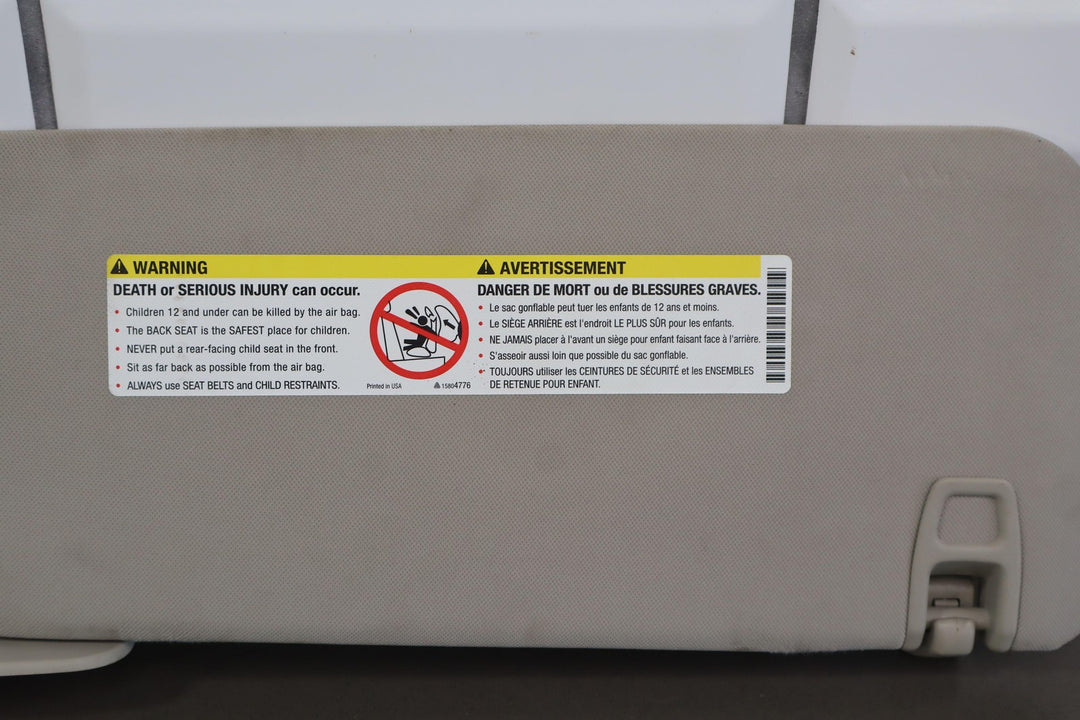 WARNING
DEATH or SERIOUS INJURY can occur.
• Children 12 and under can be killed by the air bag.
• The BACK SEAT is the SAFEST place for children.
• NEVER put a rear-facing child seat in the front.
• Sit as far back as possible from the air bag.
• ALWAYS use SEAT BELTS and CHILD RESTRAINTS.
Printed in USA
15804776
AVERTISSEMENT
DANGER DE MORT ou de BLESSURES GRAVES.
• Le sac gonflable peut tuer les enfants de 12 ans et moins.
• Le SIÈGE ARRIÈRE est l'endroit LE PLUS SÛR pour les enfants.
• NE JAMAIS placer à l'avant un siège pour enfant faisant face à l'arrière.
• S'asseoir aussi loin que possible du sac gonflable.
• TOUJOURS utiliser les CEINTURES DE SÉCURITÉ et les ENSEMBLES
DE RETENUE POUR ENFANT.